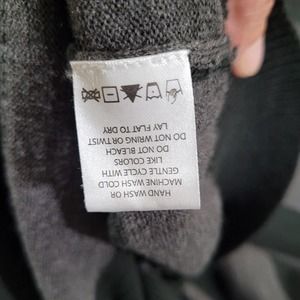 HAND WASH OR
MACHINE WASH COLD
GENTLE CYCLE WITH
LIKE COLORS
DO NOT BLEACH
DO NOT WRING OR TWIST
LAY FLAT TO DRY